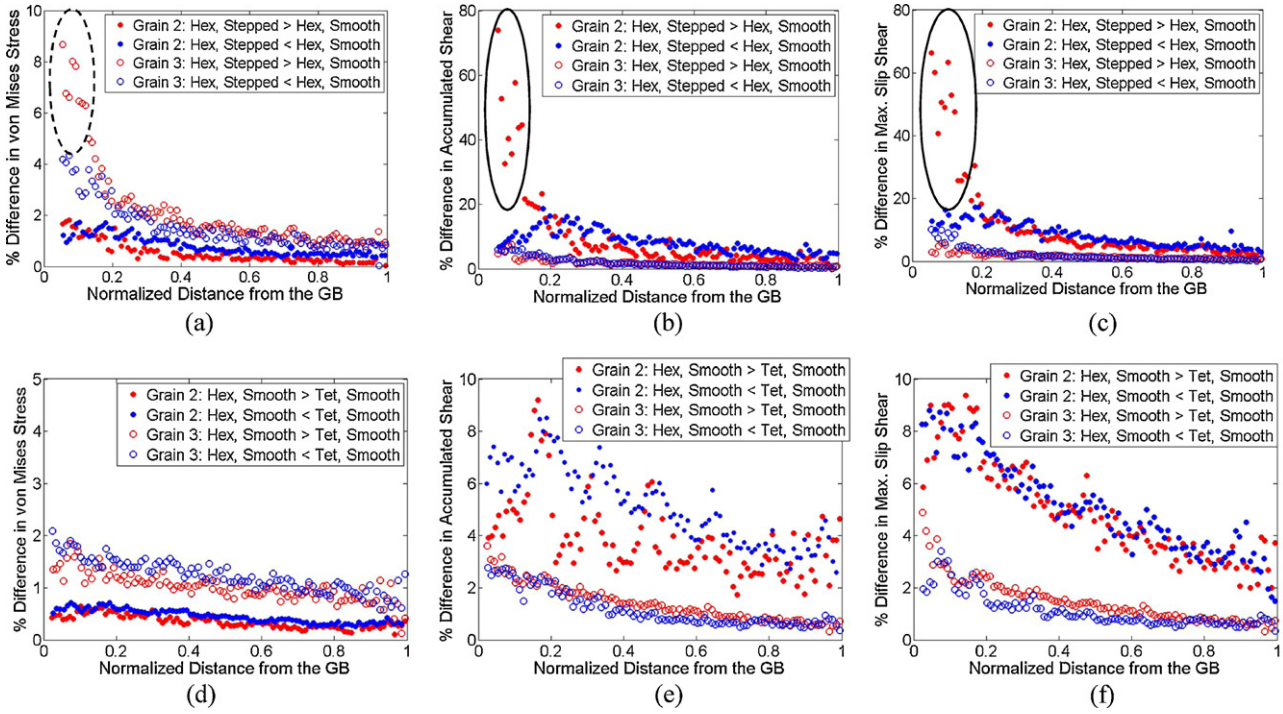 % Difference in von Mises Stress
10
8
6
4
2
0
Grain 2: Hex, Stepped > Hex, Smooth
Grain 2: Hex, Stepped < Hex, Smooth
Grain 3: Hex, Stepped > Hex, Smooth
Grain 3: Hex, Stepped < Hex, Smooth
0 0.2 0.4 0.6 0.8 1
Normalized Distance from the GB
(a)
% Difference in Accumulated Shear
80
60
40
20
0
Grain 2: Hex, Stepped > Hex, Smooth
Grain 2: Hex, Stepped < Hex, Smooth
Grain 3: Hex, Stepped > Hex, Smooth
Grain 3: Hex, Stepped < Hex, Smooth
0 0.2 0.4 0.6 0.8 1
Normalized Distance from the GB
(b)
% Difference in Max. Slip Shear
80
60
40
20
0
Grain 2: Hex, Stepped > Hex, Smooth
Grain 2: Hex, Stepped < Hex, Smooth
Grain 3: Hex, Stepped > Hex, Smooth
Grain 3: Hex, Stepped < Hex, Smooth
0 0.2 0.4 0.6 0.8 1
Normalized Distance from the GB
(c)
% Difference in von Mises Stress
5
4
3
2
1
0
Grain 2: Hex, Smooth > Tet, Smooth
Grain 2: Hex, Smooth < Tet, Smooth
Grain 3: Hex, Smooth > Tet, Smooth
Grain 3: Hex, Smooth < Tet, Smooth
0 0.2 0.4 0.6 0.8 1
Normalized Distance from the GB
(d)
% Difference in Accumulated Shear
10
8
6
4
2
0
Grain 2: Hex, Smooth > Tet, Smooth
Grain 2: Hex, Smooth < Tet, Smooth
Grain 3: Hex, Smooth > Tet, Smooth
Grain 3: Hex, Smooth < Tet, Smooth
0 0.2 0.4 0.6 0.8 1
Normalized Distance from the GB
(e)
% Difference in Max. Slip Shear
10
8
6
4
2
0
Grain 2: Hex, Smooth > Tet, Smooth
Grain 2: Hex, Smooth < Tet, Smooth
Grain 3: Hex, Smooth > Tet, Smooth
Grain 3: Hex, Smooth < Tet, Smooth
0 0.2 0.4 0.6 0.8 1
Normalized Distance from the GB
(f)